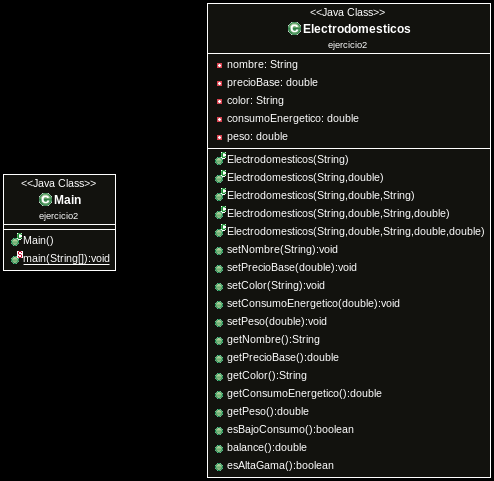 <<Java Class>>
Main
ejercicio2
Main()
main(String[]):void
<<Java Class>>
Electrodomesticos
ejercicio2
nombre: String
precioBase: double
color: String
consumoEnergetico: double
peso: double
Electrodomesticos(String)
Electrodomesticos(String,double)
Electrodomesticos(String,double,String)
Electrodomesticos(String,double,String,double)
Electrodomesticos(String,double,String,double,double)
setNombre(String):void
setPrecioBase(double):void
setColor(String):void
setConsumoEnergetico(double):void
setPeso(double):void
getNombre():String
getPrecioBase():double
getColor():String
getConsumoEnergetico():double
getPeso():double
esBajoConsumo():boolean
balance():double
esAltaGama():boolean